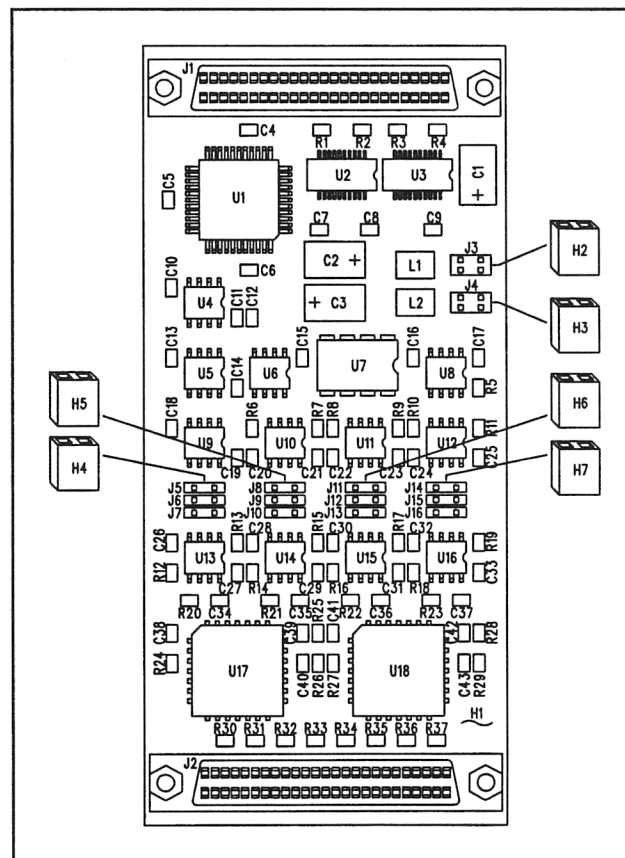 J1
C4
R1 R2 R3 R4
C5
U1
U2
U3
C1
+
C7 C8 C9
H2
C6
C2 +
L1
J3
C10
U4
C11
C12
+ C3
L2
J4
H3
C13
U5
C14
U6
C15
U7
C16
U8
C17
R5
H5
H6
C18
U9
R6
U10
R7
R8
U11
R9
R10
U12
R11
C25
H4
H7
C19 C20 C21 C22 C23 C24
J5 J8 J11 J14
J6 J9 J12 J15
J7 J10 J13 J16
C26
R13
C28
R15
C30
R17
C32
R19
U13
U14
U15
U16
R12
C27
R14
C29
R16
C31
R18
C33
R20 C34 R21 C35 R25 C41 R22 C36 R23 C37
C38
C39
C42
R28
R24
U17
C40
R26
R27
U18
C43
R29
H1
R30 R31 R32 R33 R34 R35 R36 R37
J2